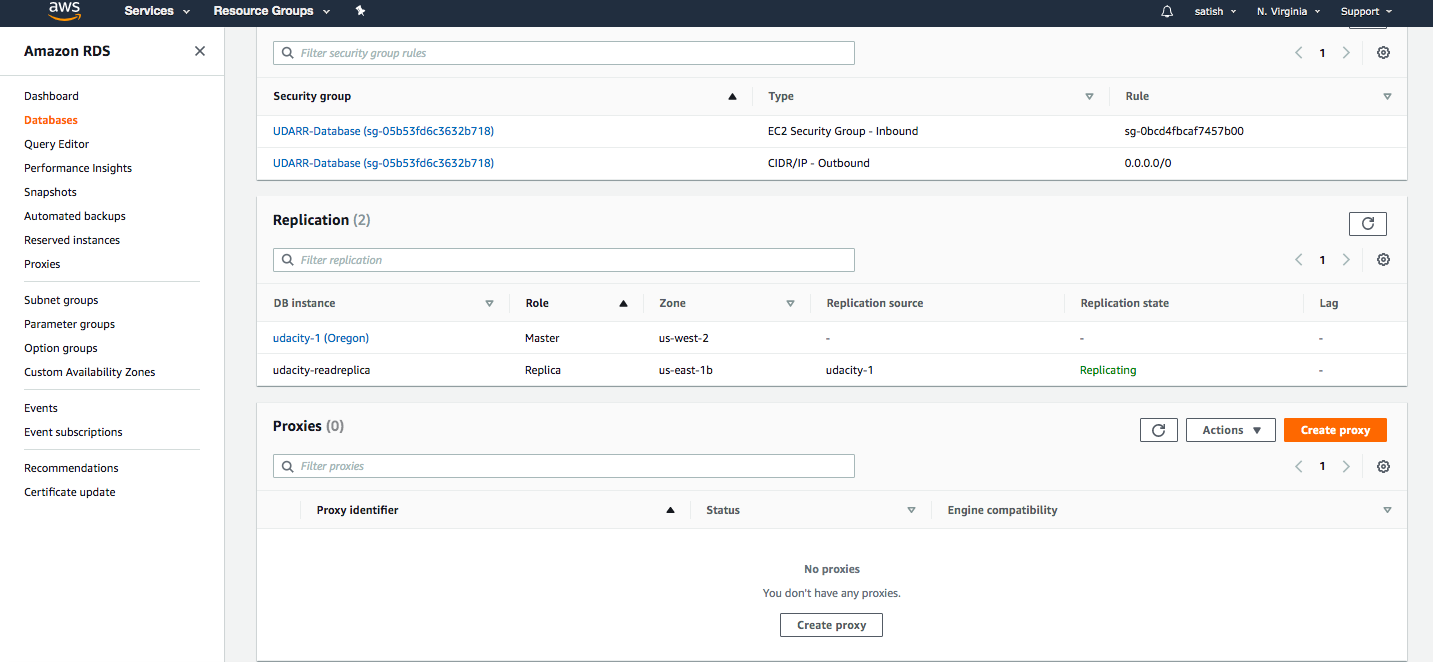 aws Services Resource Groups satish N. Virginia Support
Amazon RDS
Dashboard
Databases
Query Editor
Performance Insights
Snapshots
Automated backups
Reserved instances
Proxies
Subnet groups
Parameter groups
Option groups
Custom Availability Zones
Events
Event subscriptions
Recommendations
Certificate update
Filter security group rules 1
Security group Type Rule
UDARR-Database (sg-05b53fd6c3632b718) EC2 Security Group - Inbound sg-0bcd4fbcaf7457b00
UDARR-Database (sg-05b53fd6c3632b718) CIDR/IP - Outbound 0.0.0.0/0
Replication (2)
Filter replication 1
DB instance Role Zone Replication source Replication state Lag
udacity-1 (Oregon) Master us-west-2 - - -
udacity-readreplica Replica us-east-1b udacity-1 Replicating -
Proxies (0) Actions Create proxy
Filter proxies 1
Proxy identifier Status Engine compatibility
No proxies
You don't have any proxies.
Create proxy